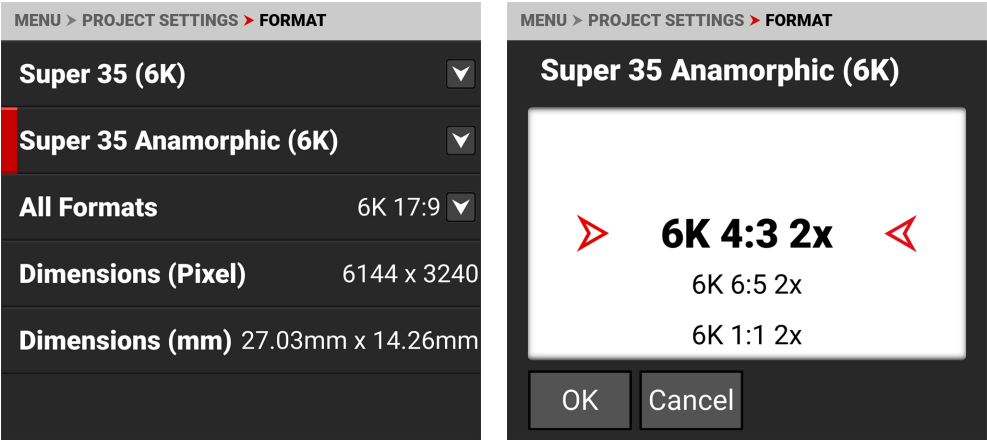 MENU > PROJECT SETTINGS > FORMAT
Super 35 (6K)
Super 35 Anamorphic (6K)
All Formats 6K 17:9
Dimensions (Pixel) 6144 x 3240
Dimensions (mm) 27.03mm x 14.26mm
MENU > PROJECT SETTINGS > FORMAT
Super 35 Anamorphic (6K)
6K 4:3 2x
6K 6:5 2x
6K 1:1 2x
OK Cancel